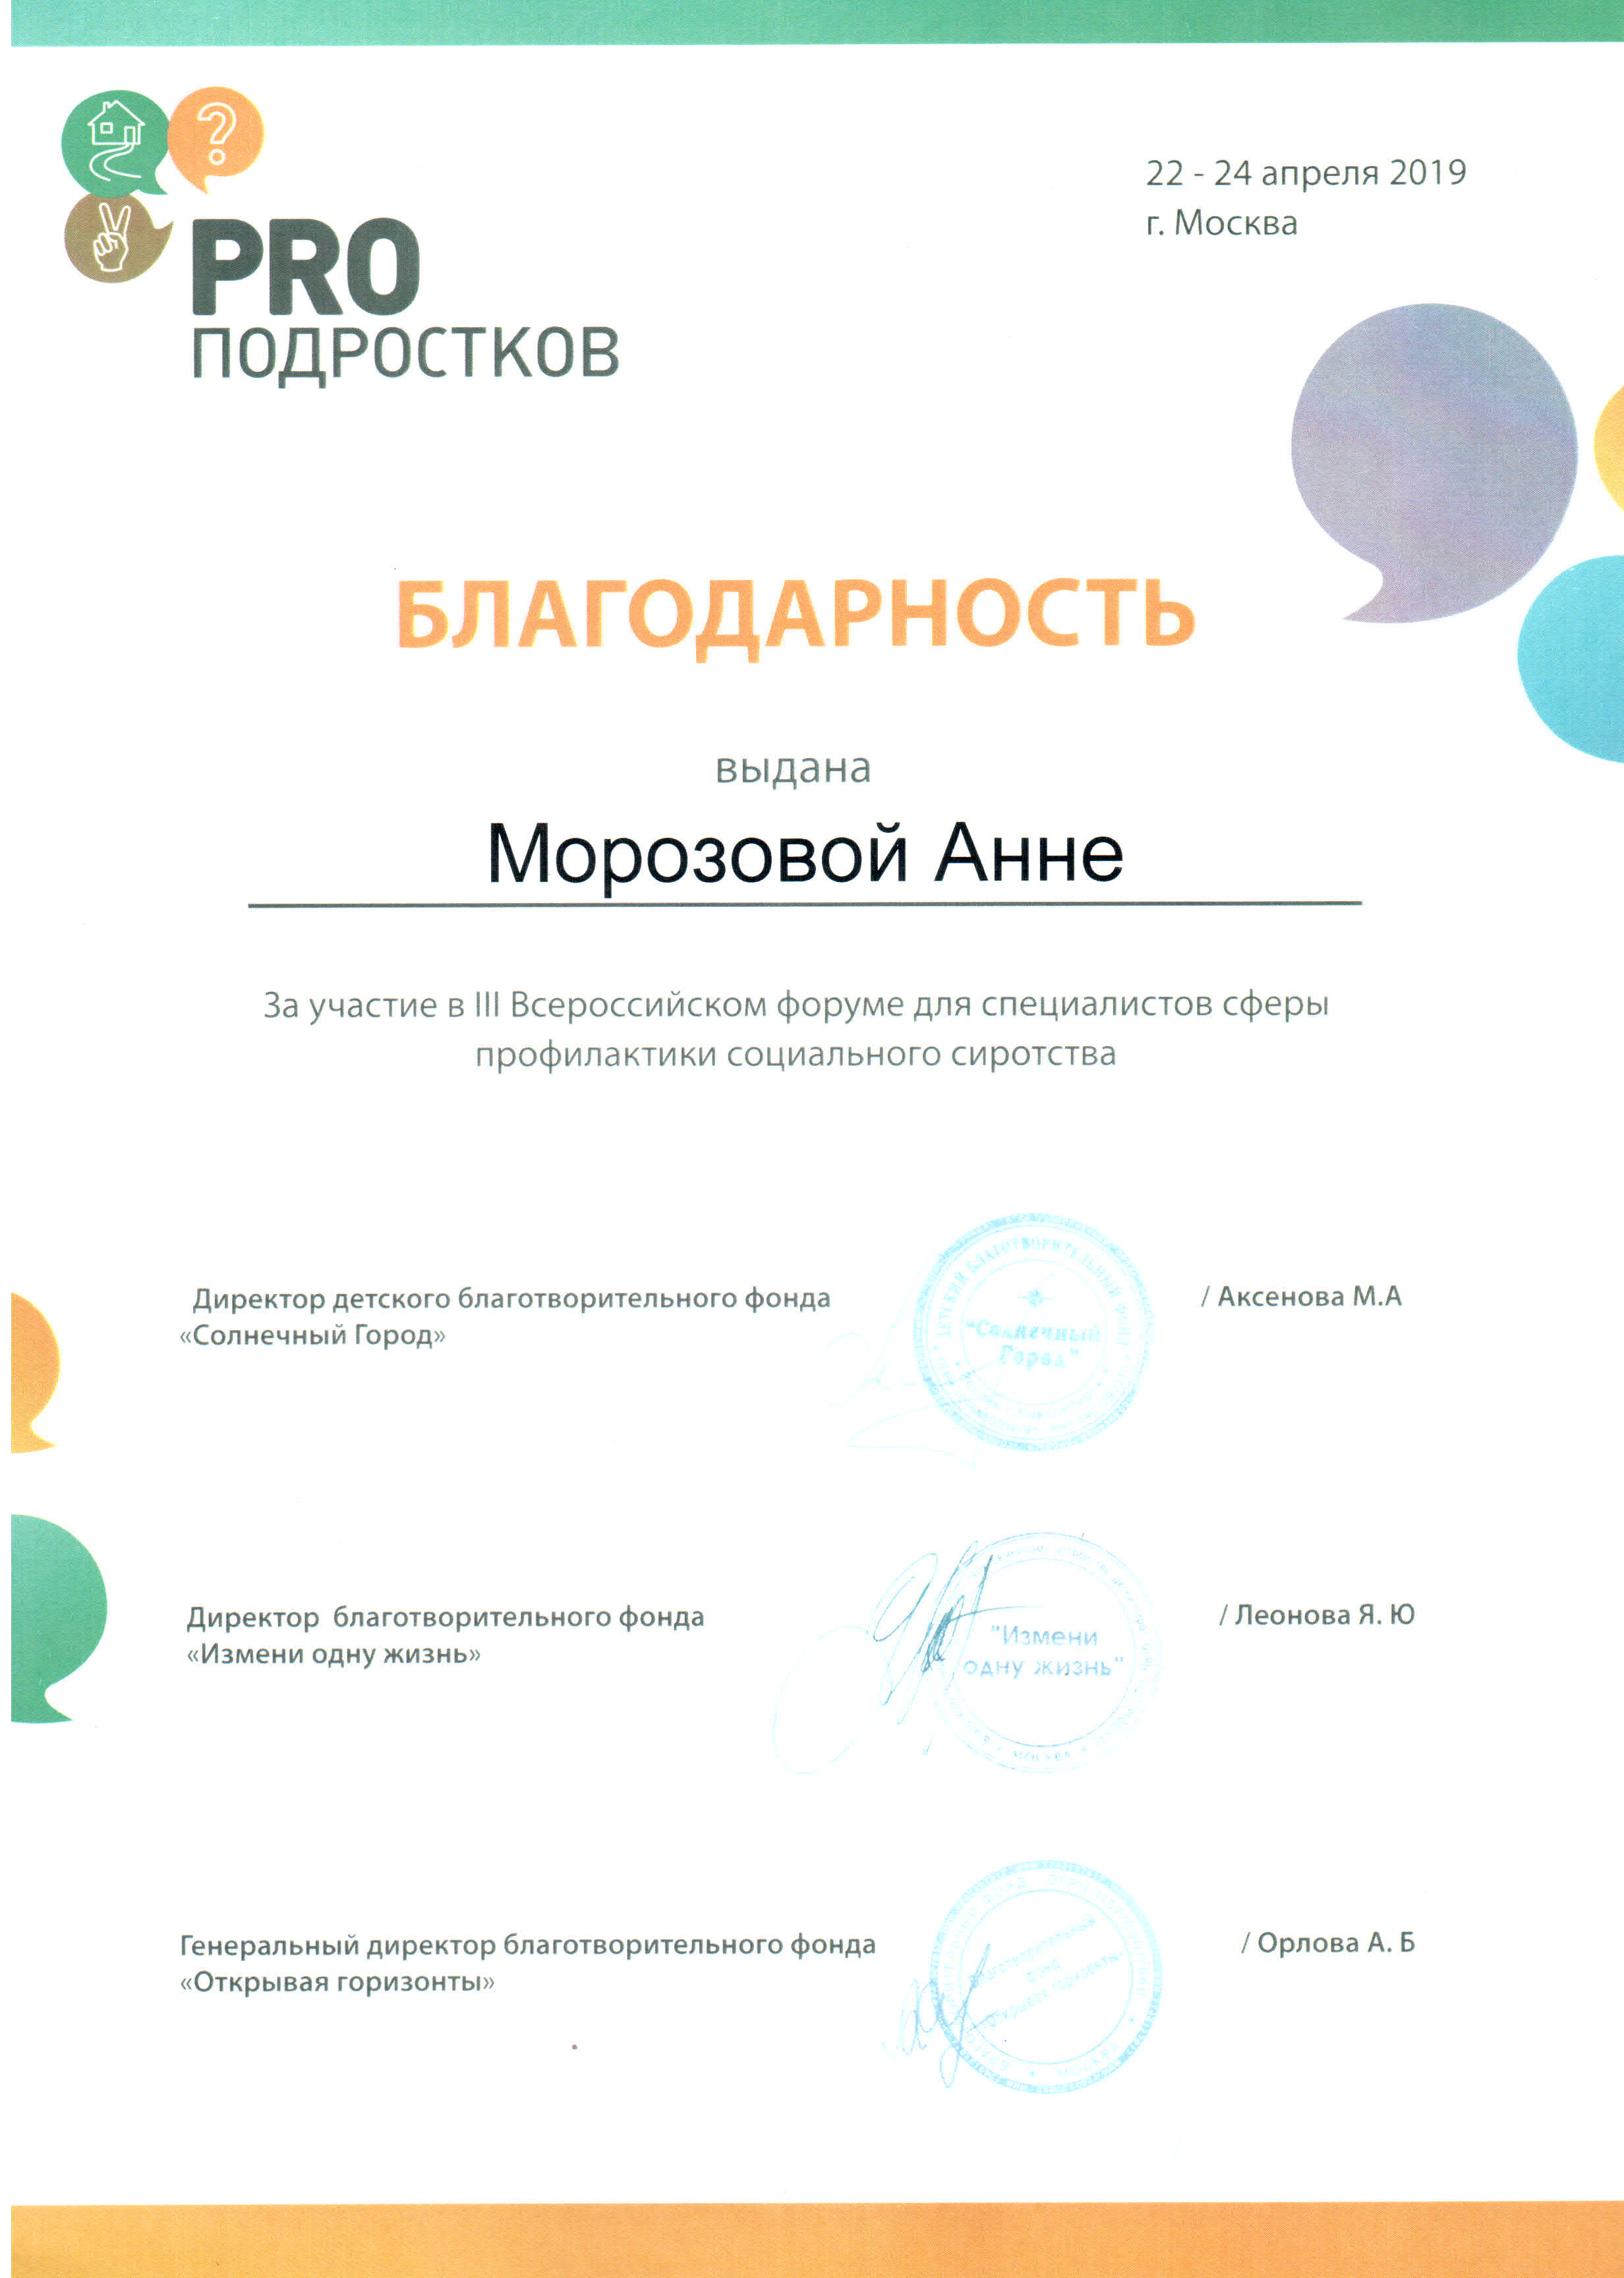 22 - 24 апреля 2019
г. Москва
?
PRO
ПОДРОСТКОВ
БЛАГОДАРНОСТЬ
выдана
Морозовой Анне
За участие в III Всероссийском форуме для специалистов сферы
профилактики социального сиротства
Директор детского благотворительного фонда
«Солнечный Город»
ДЕТСКИЙ БЛАГОТВОРИТЕЛЬНЫЙ ФОНД
"Солнечный
Город"
/ Аксенова М.А
Директор благотворительного фонда
«Измени одну жизнь»
"Измени
одну жизнь"
МОСКВА
/ Леонова Я. Ю
Генеральный директор благотворительного фонда
«Открывая горизонты»
Благотворительный
фонд
"Открывая горизонты"
МОСКВА
/ Орлова А. Б